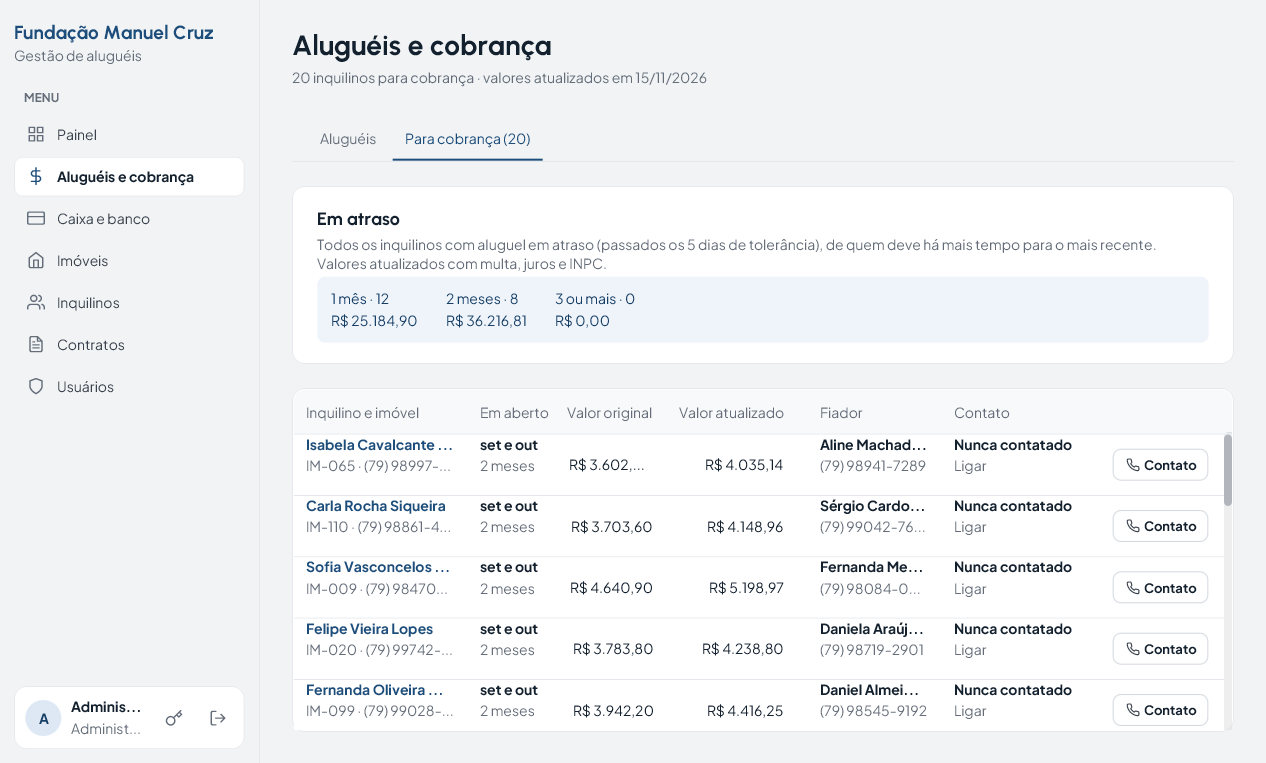 Fundação Manuel Cruz
Gestão de aluguéis
MENU
Painel
Aluguéis e cobrança
Caixa e banco
Imóveis
Inquilinos
Contratos
Usuários
A
Adminis...
Administ...
Aluguéis e cobrança
20 inquilinos para cobrança · valores atualizados em 15/11/2026
Aluguéis Para cobrança (20)
Em atraso
Todos os inquilinos com aluguel em atraso (passados os 5 dias de tolerância), de quem deve há mais tempo para o mais recente.
Valores atualizados com multa, juros e INPC.
1 mês · 12 2 meses · 8 3 ou mais · 0
R$ 25.184,90 R$ 36.216,81 R$ 0,00
Inquilino e imóvel Em aberto Valor original Valor atualizado Fiador Contato
Isabela Cavalcante ... set e out Aline Machad... Nunca contatado
IM-065 · (79) 98997-... 2 meses R$ 3.602,... R$ 4.035,14 (79) 98941-7289 Ligar Contato
Carla Rocha Siqueira set e out Sérgio Cardo... Nunca contatado
IM-110 · (79) 98861-4... 2 meses R$ 3.703,60 R$ 4.148,96 (79) 99042-76... Ligar Contato
Sofia Vasconcelos ... set e out Fernanda Me... Nunca contatado
IM-009 · (79) 98470... 2 meses R$ 4.640,90 R$ 5.198,97 (79) 98084-0... Ligar Contato
Felipe Vieira Lopes set e out Daniela Araúj... Nunca contatado
IM-020 · (79) 99742-... 2 meses R$ 3.783,80 R$ 4.238,80 (79) 98719-2901 Ligar Contato
Fernanda Oliveira ... set e out Daniel Almei... Nunca contatado
IM-099 · (79) 99028-... 2 meses R$ 3.942,20 R$ 4.416,25 (79) 98545-9192 Ligar Contato